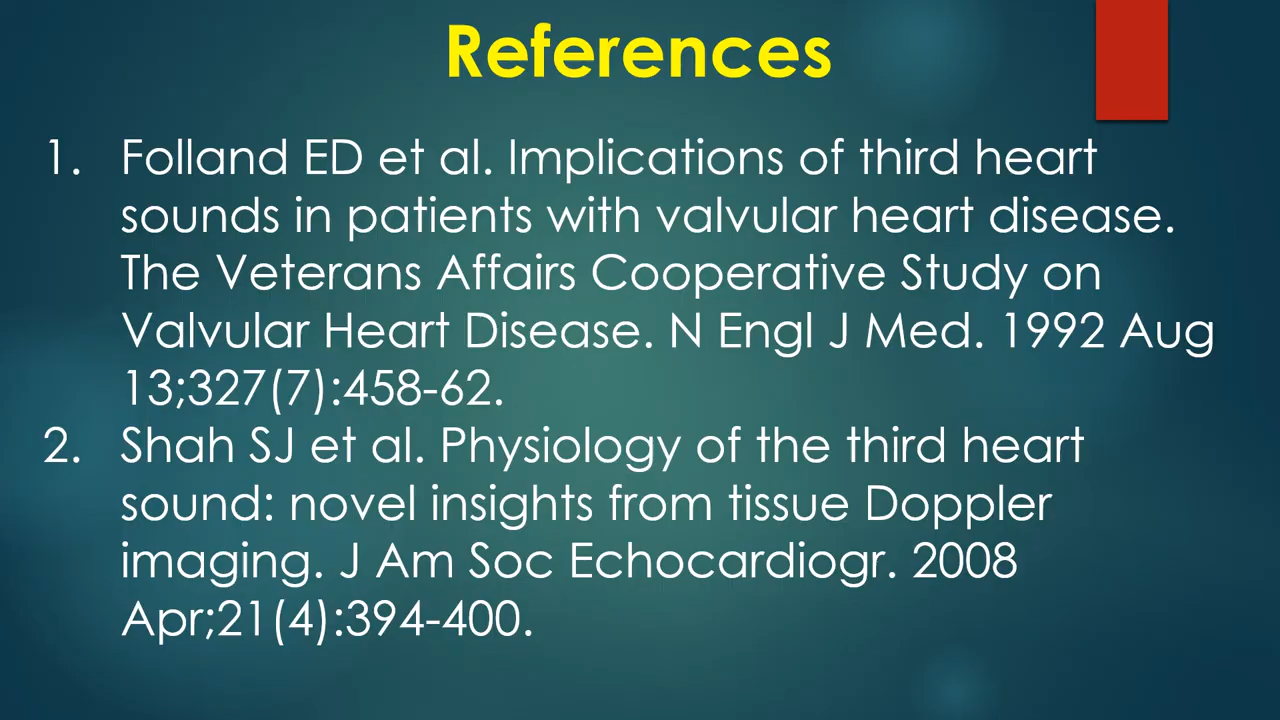 References
1. Folland ED et al. Implications of third heart
sounds in patients with valvular heart disease.
The Veterans Affairs Cooperative Study on
Valvular Heart Disease. N Engl J Med. 1992 Aug
13;327(7):458-62.
2. Shah SJ et al. Physiology of the third heart
sound: novel insights from tissue Doppler
imaging. J Am Soc Echocardiogr. 2008
Apr;21(4):394-400.